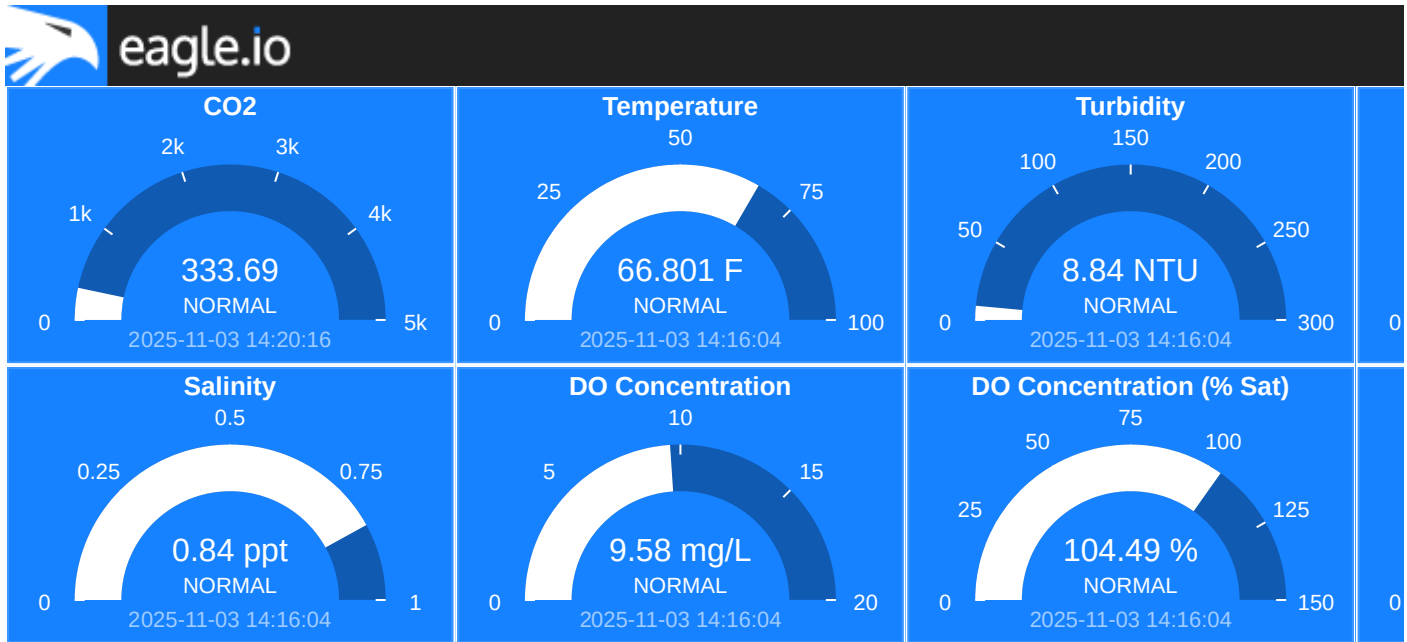 eagle.io
CO2
2k
3k
1k
4k
333.69
NORMAL
0
5k
2025-11-03 14:20:16
Temperature
50
25
75
66.801 F
NORMAL
0
100
2025-11-03 14:16:04
Turbidity
150
100
200
50
250
8.84 NTU
NORMAL
0
300
2025-11-03 14:16:04
0
Salinity
0.5
0.25
0.75
0.84 ppt
NORMAL
0
1
2025-11-03 14:16:04
DO Concentration
10
5
15
9.58 mg/L
NORMAL
0
20
2025-11-03 14:16:04
DO Concentration (% Sat)
75
50
100
25
125
104.49 %
NORMAL
0
150
2025-11-03 14:16:04
0